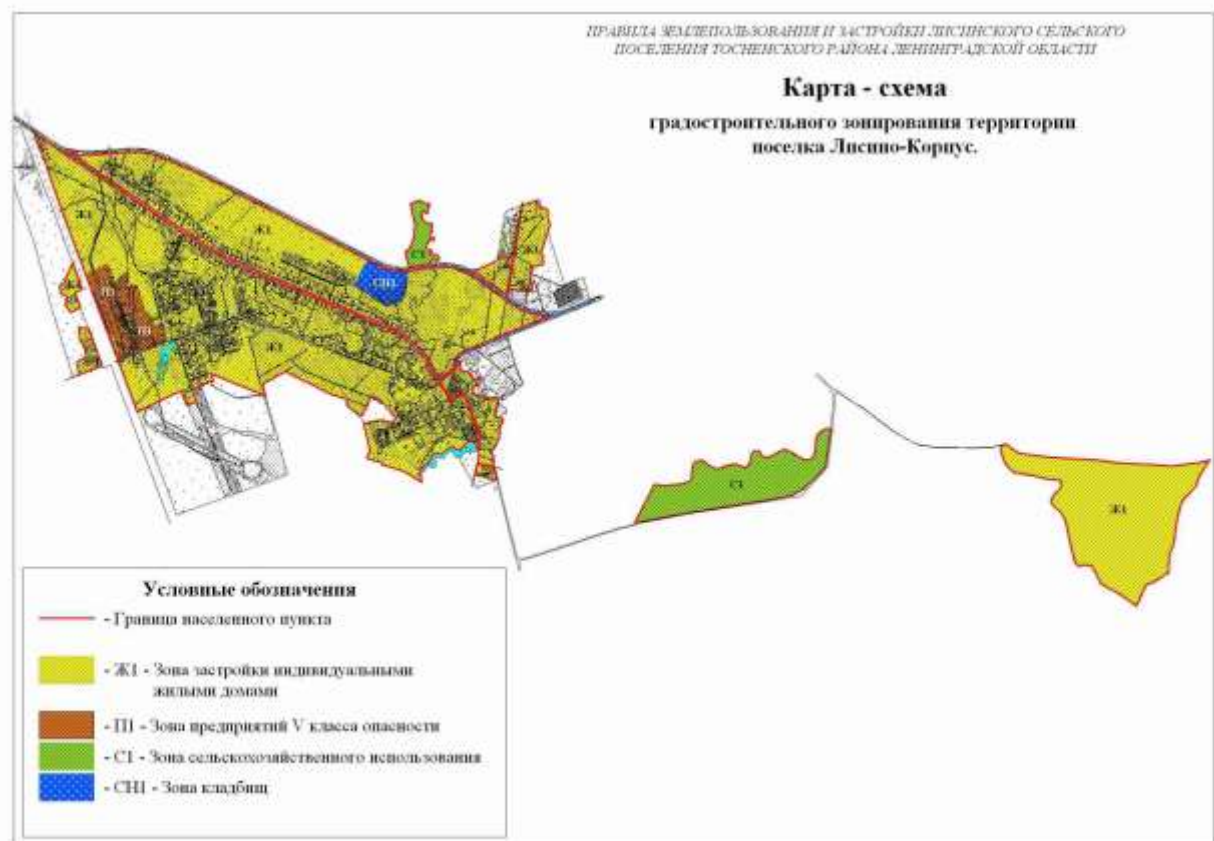 ПРАВИЛА ЗЕМЛЕПОЛЬЗОВАНИЯ И ЗАСТРОЙКИ ЛИСИНСКОГО СЕЛЬСКОГО
ПОСЕЛЕНИЯ ТОСНЕНСКОГО РАЙОНА ЛЕНИНГРАДСКОЙ ОБЛАСТИ
Карта - схема
градостроительного зонирования территории
поселка Лисино-Корпус.
Ж1
Ж1
С1
Ж1
СН1
Ж1
П1
П1
Ж1
С1
Ж1
Условные обозначения
- Граница населенного пункта
- Ж1 - Зона застройки индивидуальными
жилыми домами
- П1 - Зона предприятий V класса опасности
- С1 - Зона сельскохозяйственного использования
- СН1 - Зона кладбищ